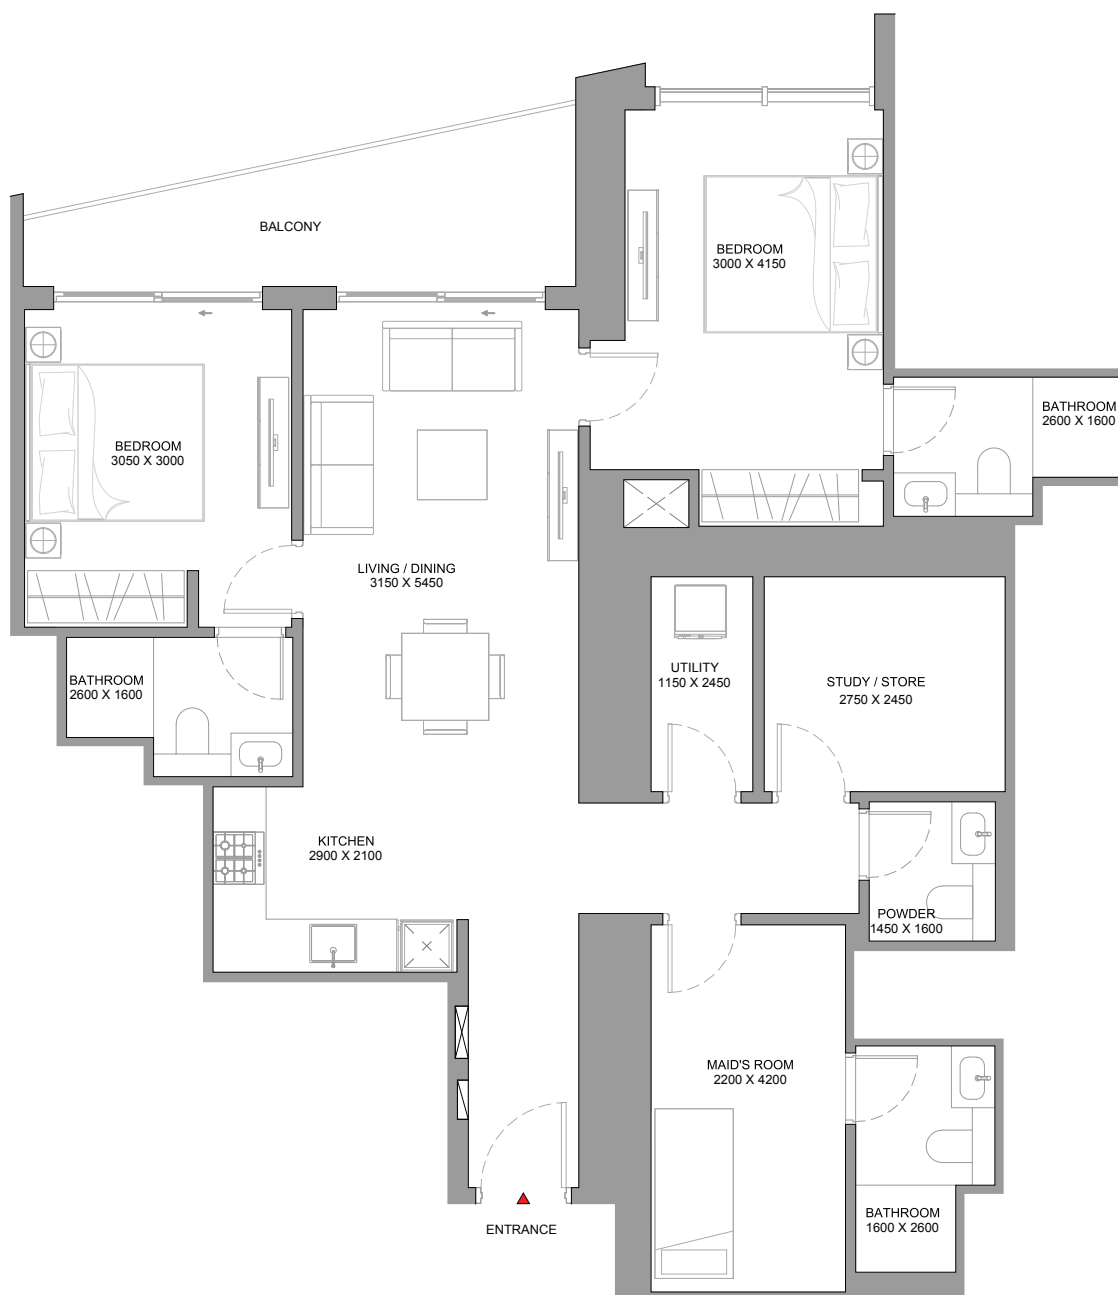 BALCONY
BEDROOM
3000 X 4150
BATHROOM
2600 X 1600
BEDROOM
3050 X 3000
LIVING / DINING
3150 X 5450
UTILITY
1150 X 2450
STUDY / STORE
2750 X 2450
BATHROOM
2600 X 1600
KITCHEN
2900 X 2100
POWDER
1450 X 1600
MAID'S ROOM
2200 X 4200
BATHROOM
1600 X 2600
ENTRANCE